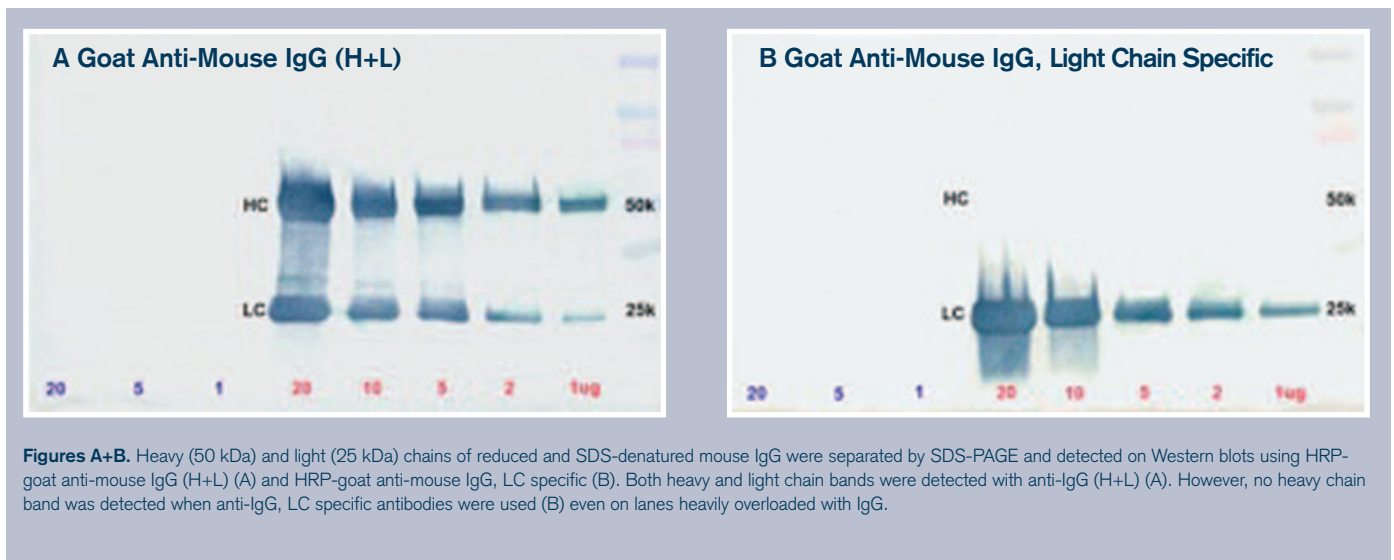 A Goat Anti-Mouse IgG (H+L)
HC
50k
LC
25k
20 5 1 20 10 5 2 1ug
B Goat Anti-Mouse IgG, Light Chain Specific
HC
50k
LC
25k
20 5 1 20 10 5 2 1ug
Figures A+B. Heavy (50 kDa) and light (25 kDa) chains of reduced and SDS-denatured mouse IgG were separated by SDS-PAGE and detected on Western blots using HRP-
goat anti-mouse IgG (H+L) (A) and HRP-goat anti-mouse IgG, LC specific (B). Both heavy and light chain bands were detected with anti-IgG (H+L) (A). However, no heavy chain
band was detected when anti-IgG, LC specific antibodies were used (B) even on lanes heavily overloaded with IgG.